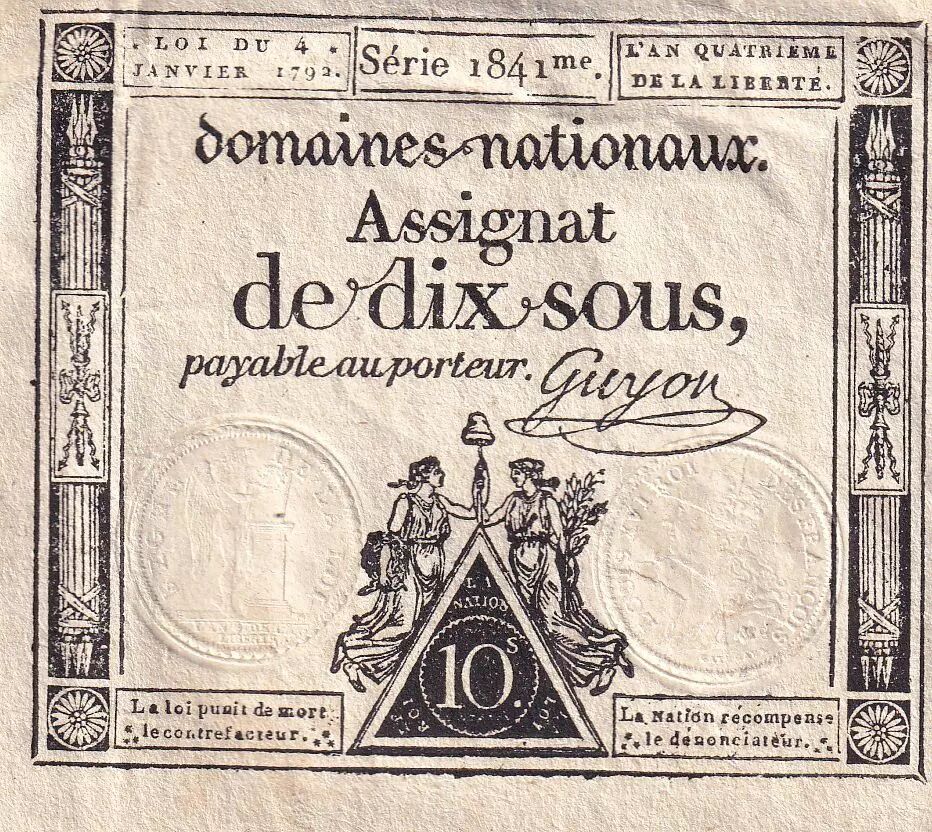 LOI DU 4
JANVIER 1792.
Série 1841me.
L'AN QUATRIEME
DE LA LIBERTÉ.
domaines nationaux.
Assignat
de dix sous,
payable au porteur. Guyon
LA
NATION
10.S
LOI
La loi punit de mort
le contrefacteur.
La Nation récompense
le dénonciateur.